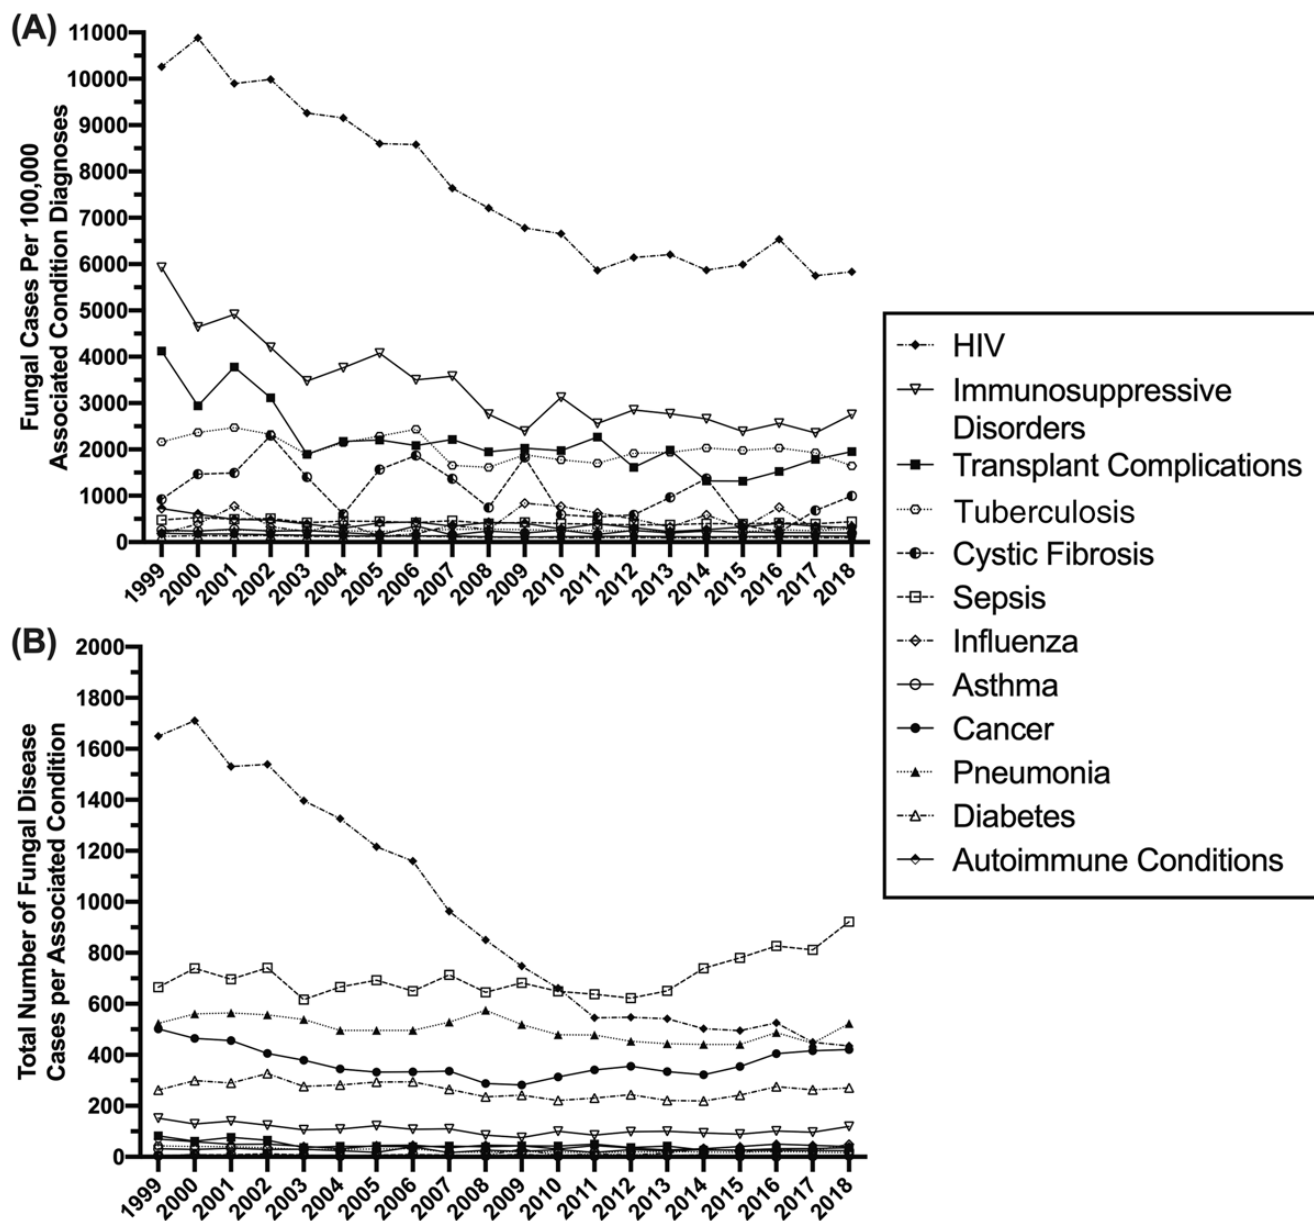 (A)
Fungal Cases Per 100,000
Associated Condition Diagnoses
11000
10000
9000
8000
7000
6000
5000
4000
3000
2000
1000
0
1999 2000 2001 2002 2003 2004 2005 2006 2007 2008 2009 2010 2011 2012 2013 2014 2015 2016 2017 2018
HIV
Immunosuppressive
Disorders
Transplant Complications
Tuberculosis
Cystic Fibrosis
Sepsis
Influenza
Asthma
Cancer
Pneumonia
Diabetes
Autoimmune Conditions
(B)
Total Number of Fungal Disease
Cases per Associated Condition
2000
1800
1600
1400
1200
1000
800
600
400
200
0
1999 2000 2001 2002 2003 2004 2005 2006 2007 2008 2009 2010 2011 2012 2013 2014 2015 2016 2017 2018